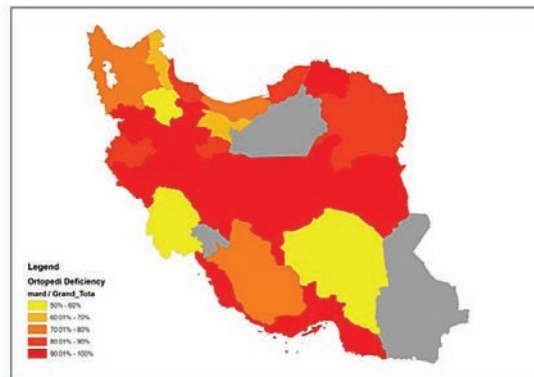 Legend
Ortopedi Deficiency
mard / Grand_Tota
50% - 60%
60.01% - 70%
70.01% - 80%
80.01% - 90%
90.01% - 100%